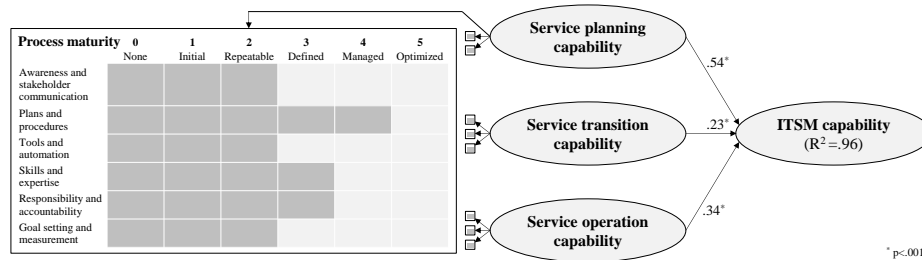 Process maturity 0 1 2 3 4 5
None Initial Repeatable Defined Managed Optimized
Awareness and
stakeholder
communication
Plans and
procedures
Tools and
automation
Skills and
expertise
Responsibility and
accountability
Goal setting and
measurement
Service planning
capability
.54*
Service transition
capability
.23*
ITSM capability
(R²=.96)
Service operation
capability
.34*
* p<.001